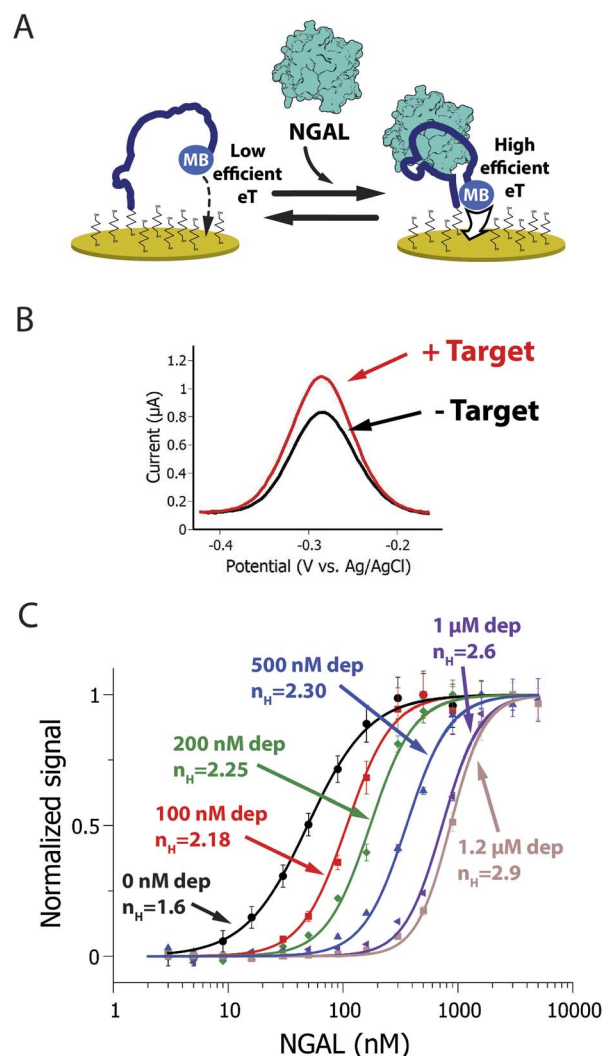 A
NGAL
MB
Low
efficient
eT
High
efficient
eT
MB
B
1.2
1
0.8
0.6
0.4
0.2
0
Current (μA)
-0.4
-0.3
-0.2
Potential (V vs. Ag/AgCl)
+ Target
- Target
C
1 μM dep
nH=2.6
500 nM dep
nH=2.30
200 nM dep
nH=2.25
100 nM dep
nH=2.18
0 nM dep
nH=1.6
1.2 μM dep
nH=2.9
1
0.5
0
Normalized signal
1
10
100
1000
10000
NGAL (nM)